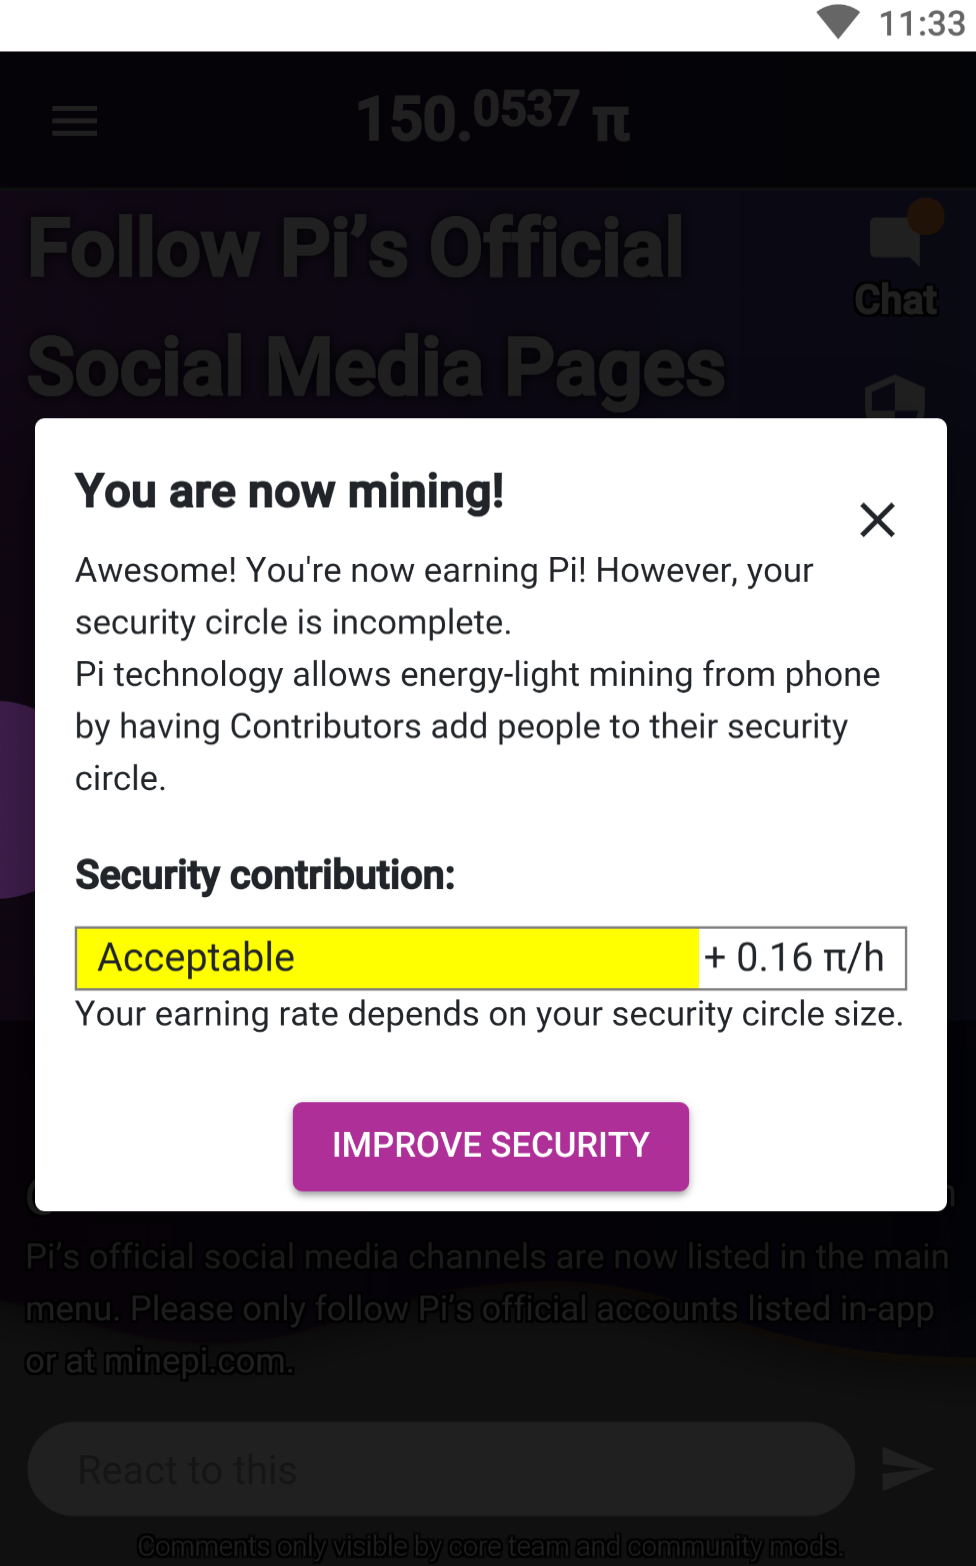 11:33
150.0537 π
Follow Pi’s Official
Chat
Social Media Pages
You are now mining!
Awesome! You're now earning Pi! However, your
security circle is incomplete.
Pi technology allows energy-light mining from phone
by having Contributors add people to their security
circle.
Security contribution:
Acceptable + 0.16 π/h
Your earning rate depends on your security circle size.
IMPROVE SECURITY
Pi’s official social media channels are now listed in the main
menu. Please only follow Pi’s official accounts listed in-app
or at minepi.com.
React to this
Comments only visible by core team and community mods.